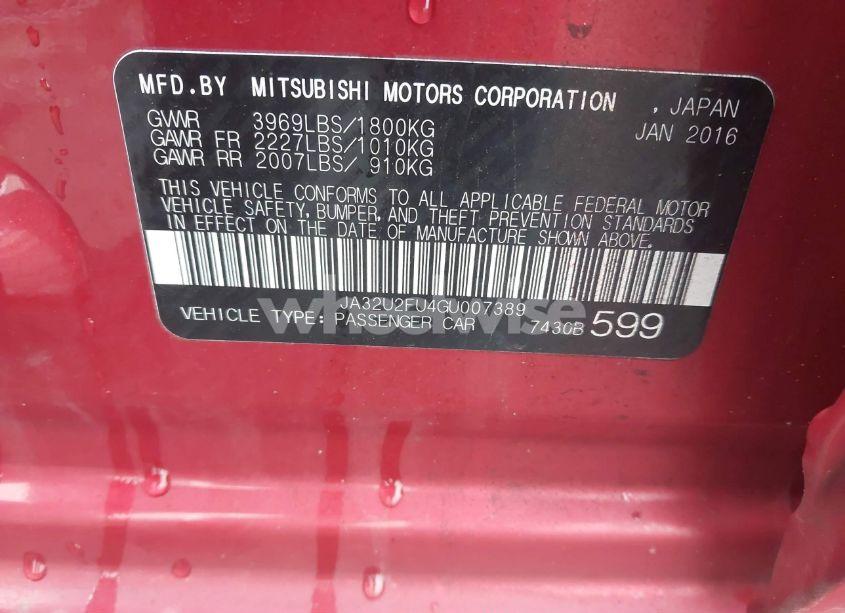 MFD.BY MITSUBISHI MOTORS CORPORATION , JAPAN
GVWR 3969LBS/1800KG JAN 2016
GAWR FR 2227LBS/1010KG
GAWR RR 2007LBS/ 910KG
THIS VEHICLE CONFORMS TO ALL APPLICABLE FEDERAL MOTOR
VEHICLE SAFETY, BUMPER, AND THEFT PREVENTION STANDARDS
IN EFFECT ON THE DATE OF MANUFACTURE SHOWN ABOVE.
JA32U2FU4GU007389
wheelwise
VEHICLE TYPE: PASSENGER CAR 7430B 599